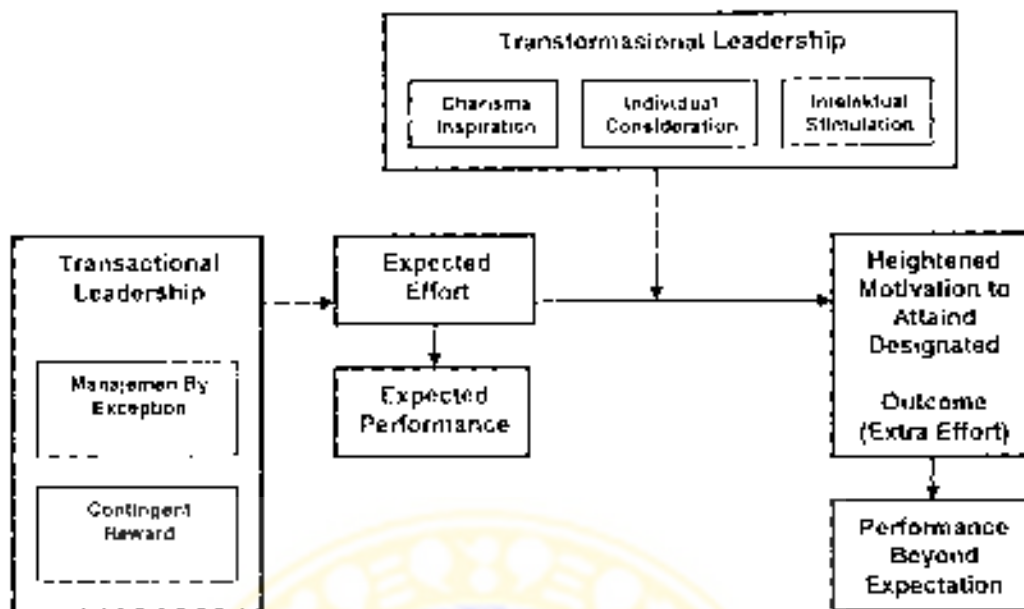 Transformasional Leadership
Charisma
Inspiration
Individual
Consideration
Intelektual
Stimulation
Transactional
Leadership
Manajemen By
Exception
Contingent
Reward
Expected
Effort
Expected
Performance
Heightened
Motivation to
Attaind
Designated
Outcome
(Extra Effort)
Performance
Beyond
Expectation